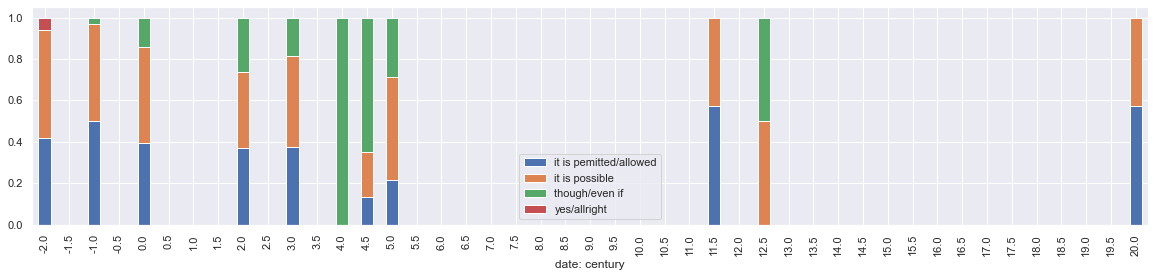 1.0
0.8
0.6
0.4
0.2
0.0
it is pemitted/allowed
it is possible
though/even if
yes/allright
-2.0 -1.5 -1.0 -0.5 0.0 0.5 1.0 1.5 2.0 2.5 3.0 3.5 4.0 4.5 5.0 5.5 6.0 6.5 7.0 7.5 8.0 8.5 9.0 9.5 10.0 10.5 11.0 11.5 12.0 12.5 13.0 13.5 14.0 14.5 15.0 15.5 16.0 16.5 17.0 17.5 18.0 18.5 19.0 19.5 20.0
date: century